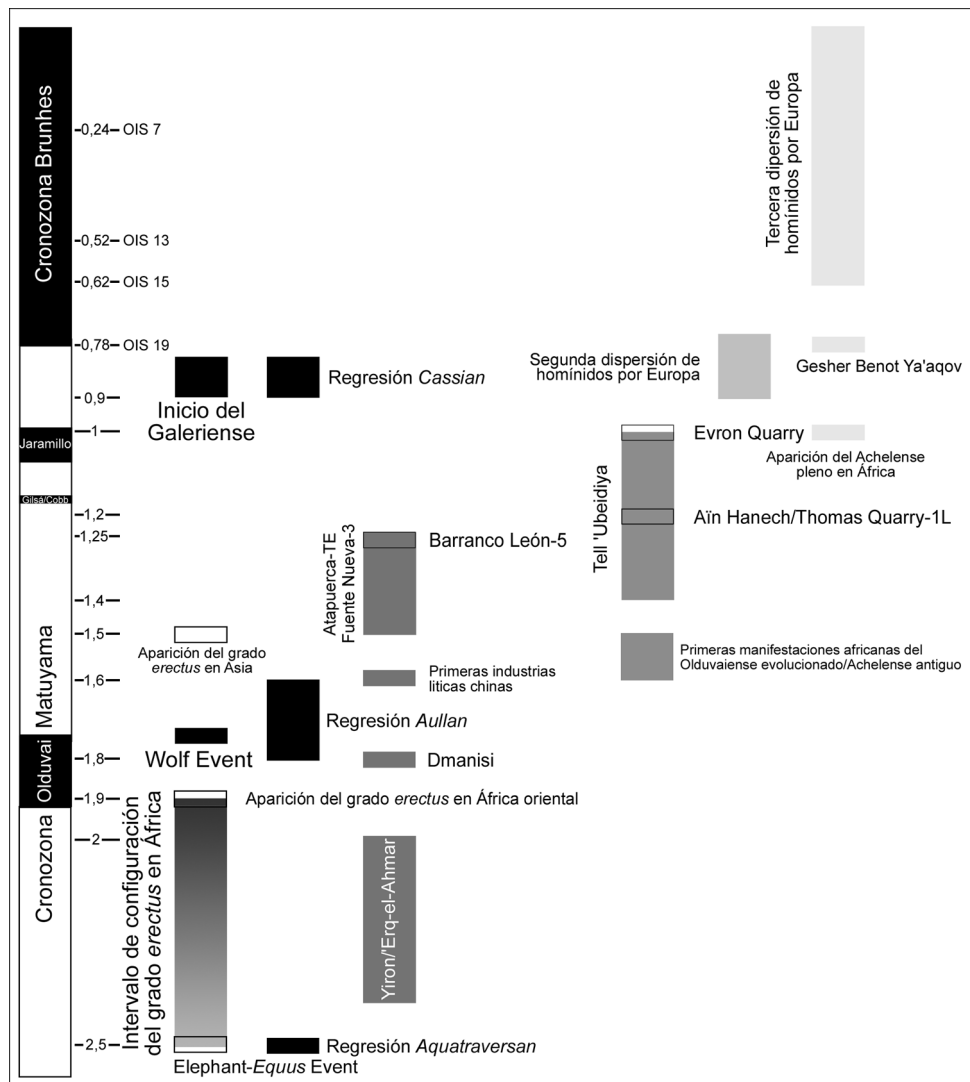 Cronozona Brunhes
0,24 OIS 7
0,52 OIS 13
0,62 OIS 15
0,78 OIS 19
0,9
1
Jaramillo
Gilsá/Cobb
1,2
1,25
1,4
1,5
1,6
1,8
1,9
2
2,5
Cronozona Matuyama
Olduvai
Tercera dipersión de
homínidos por Europa
Segunda dispersión de
homínidos por Europa
Gesher Benot Ya'aqov
Regresión Cassian
Inicio del
Galeriense
Evron Quarry
Aparición del Achelense
pleno en África
Tell 'Ubeidiya
Aïn Hanech/Thomas Quarry-1L
Atapuerca-TE
Fuente Nueva-3
Barranco León-5
Aparición del grado
erectus en Asia
Primeras industrias
líticas chinas
Primeras manifestaciones africanas del
Olduvaiense evolucionado/Achelense antiguo
Regresión Aullan
Wolf Event
Dmanisi
Aparición del grado erectus en África oriental
Intervalo de configuración
del grado erectus en África
Yiron/'Erq-el-Ahmar
Regresión Aquatraversan
Elephant-Equus Event